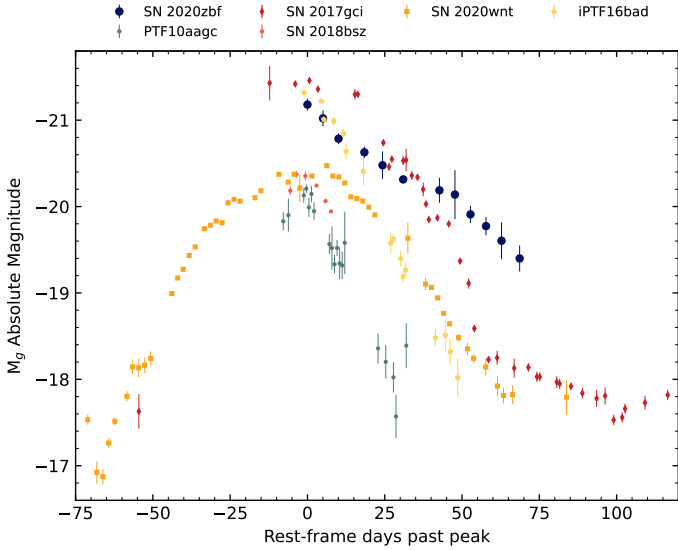 SN 2020zbf SN 2017gci SN 2020wnt iPTF16bad
PTF10aagc SN 2018bsz
−21
−20
−19
−18
−17
M_g Absolute Magnitude
−75 −50 −25 0 25 50 75 100
Rest-frame days past peak